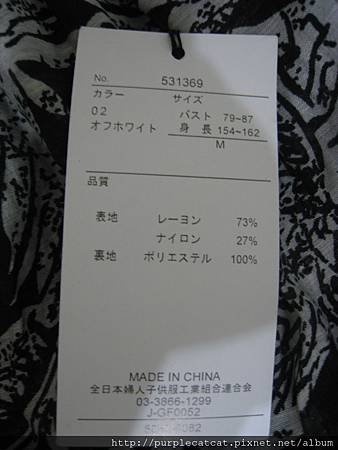 No. 531369
カラー サイズ
02 バスト 79~87
オフホワイト 身長 154~162
M
品質
表地 レーヨン 73%
ナイロン 27%
裏地 ポリエステル 100%
MADE IN CHINA
全日本婦人子供服工業組合連合会
03-3866-1299
J-GF0052
http://purplecatcat.pixnet.net/album